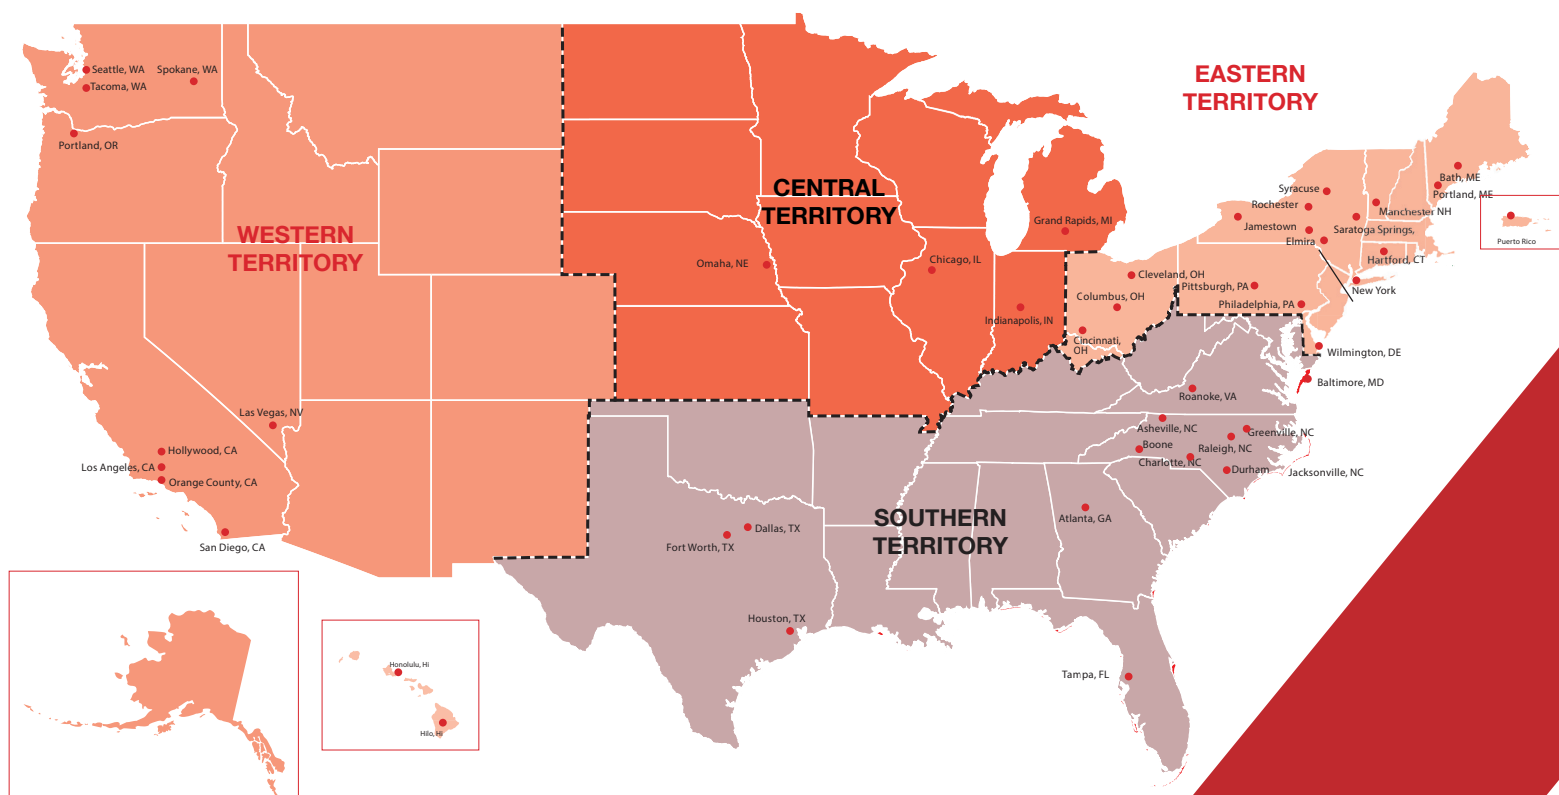 EASTERN
TERRITORY
Seattle, WA
Spokane, WA
Tacoma, WA
Portland, OR
WESTERN
TERRITORY
CENTRAL
TERRITORY
Omaha, NE
Chicago, IL
Grand Rapids, MI
Indianapolis, IN
Cleveland, OH
Columbus, OH
Cincinnati,
OH
Pittsburgh, PA
Philadelphia, PA
Syracuse
Rochester
Jamestown
Elmira
Bath, ME
Portland, ME
Manchester NH
Saratoga Springs,
Hartford, CT
New York
Puerto Rico
Wilmington, DE
Baltimore, MD
Roanoke, VA
Asheville, NC
Greenville, NC
Boone
Raleigh, NC
Charlotte, NC
Durham
Jacksonville, NC
Las Vegas, NV
Hollywood, CA
Los Angeles, CA
Orange County, CA
San Diego, CA
SOUTHERN
TERRITORY
Atlanta, GA
Dallas, TX
Fort Worth, TX
Houston, TX
Tampa, FL
Honolulu, Hi
Hilo, Hi